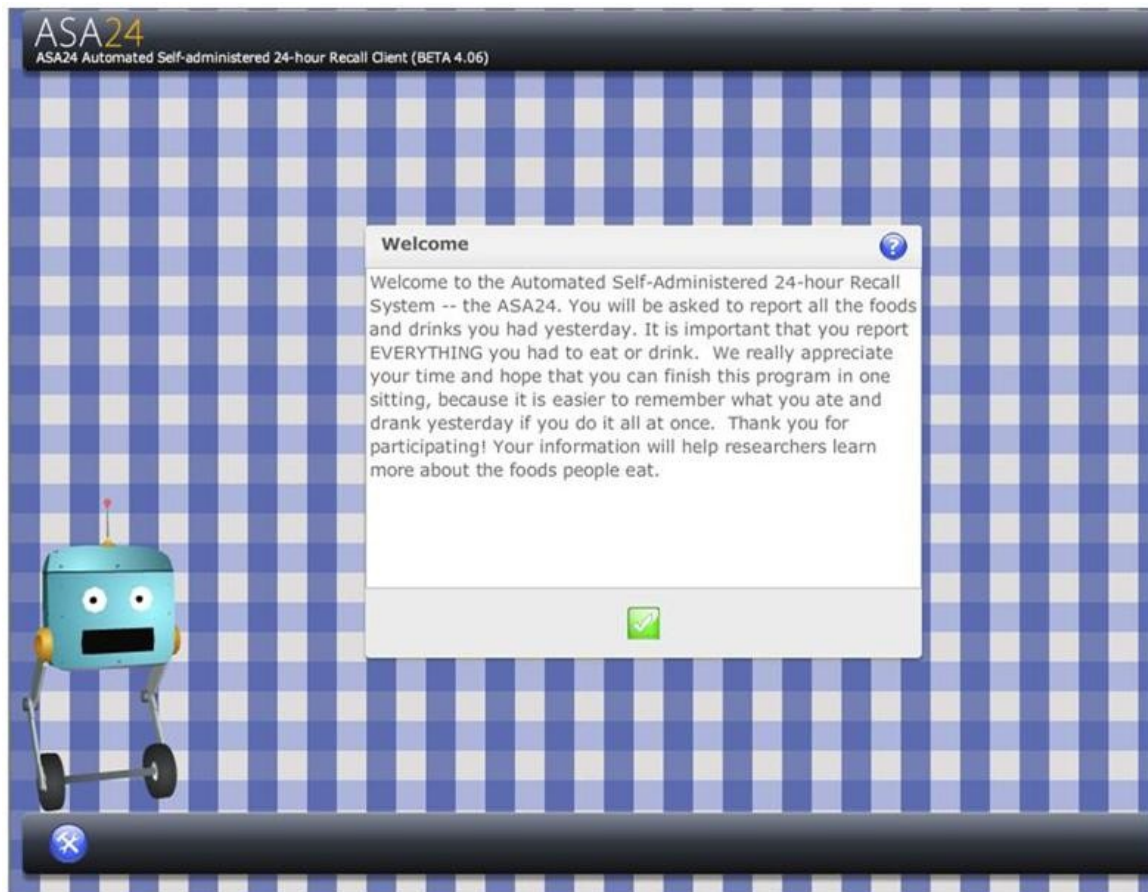 ASA24
ASA24 Automated Self-administered 24-hour Recall Client (BETA 4.06)
Welcome
?
Welcome to the Automated Self-Administered 24-hour Recall
System -- the ASA24. You will be asked to report all the foods
and drinks you had yesterday. It is important that you report
EVERYTHING you had to eat or drink.  We really appreciate
your time and hope that you can finish this program in one
sitting, because it is easier to remember what you ate and
drank yesterday if you do it all at once.  Thank you for
participating! Your information will help researchers learn
more about the foods people eat.